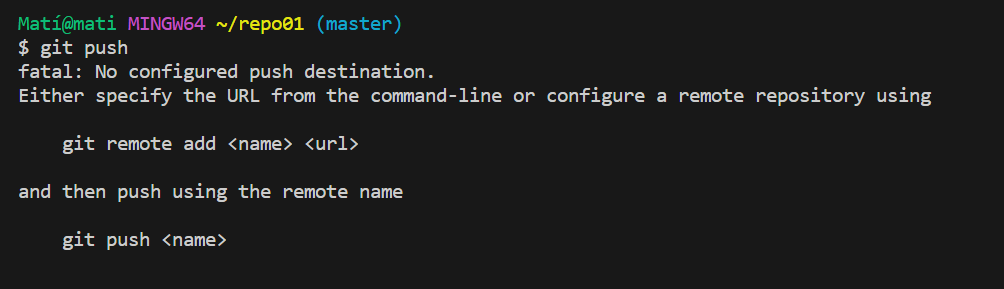 Matí@mati MINGW64 ~/repo01 (master)
$ git push
fatal: No configured push destination.
Either specify the URL from the command-line or configure a remote repository using
git remote add <name> <url>
and then push using the remote name
git push <name>